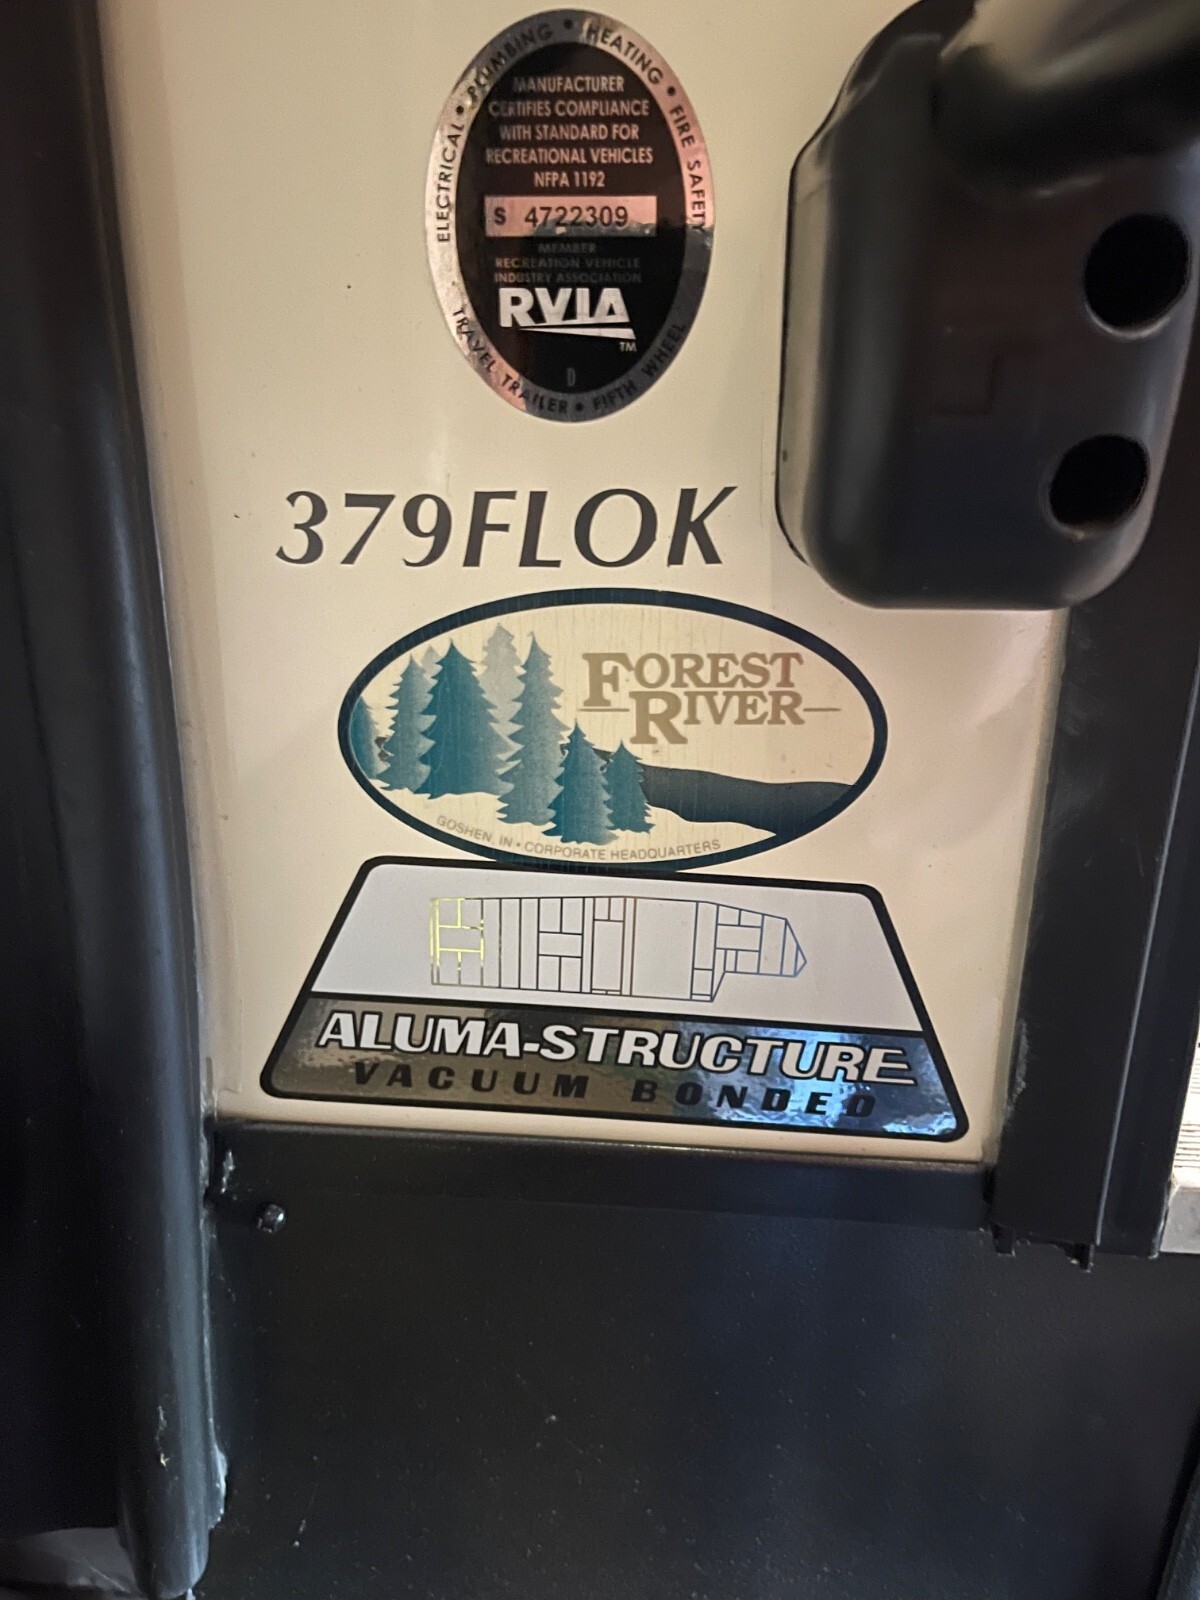 ELECTRICAL • PLUMBING • HEATING • FIRE SAFETY
MANUFACTURER
CERTIFIES COMPLIANCE
WITH STANDARD FOR
RECREATIONAL VEHICLES
NFPA 1192
S 4722309
MEMBER
RECREATION VEHICLE
INDUSTRY ASSOCIATION
RVIA
TM
D
TRAVEL TRAILER • FIFTH WHEEL
379FLOK
FOREST
RIVER
GOSHEN, IN • CORPORATE HEADQUARTERS
ALUMA-STRUCTURE
VACUUM BONDED